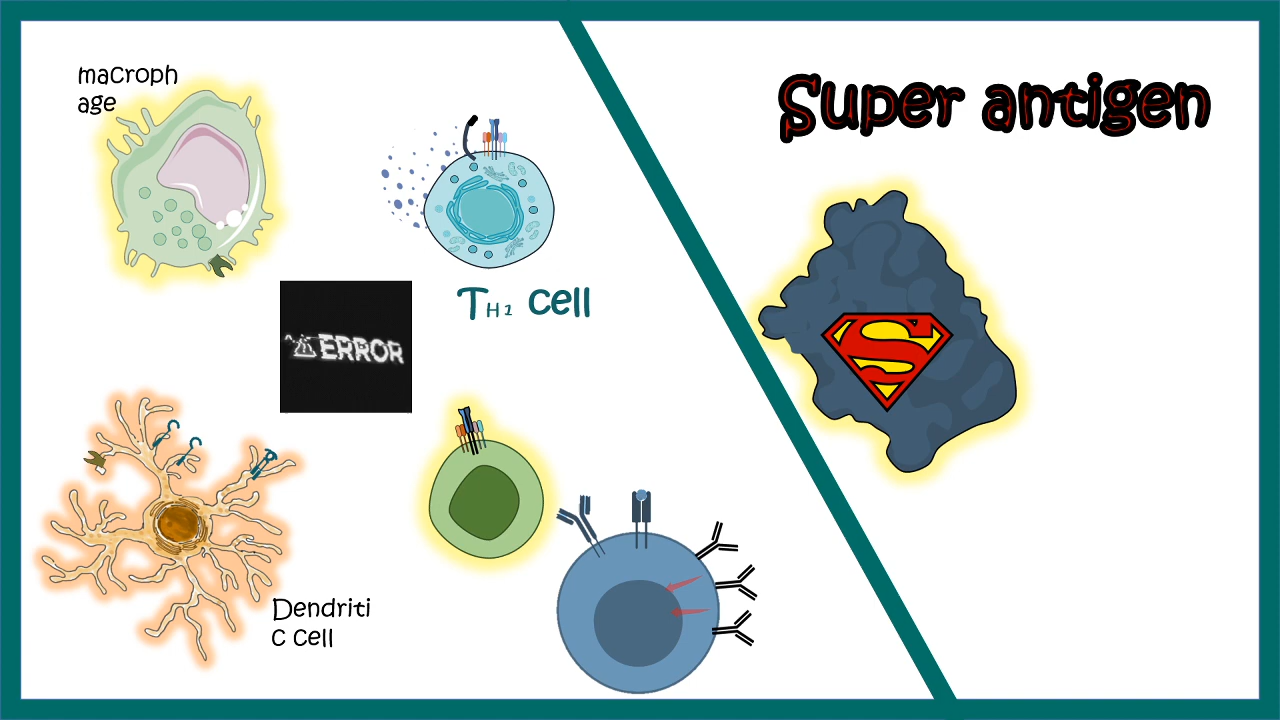 macroph
age
Super antigen
TH1 cell
ERROR
S
Dendriti
c cell